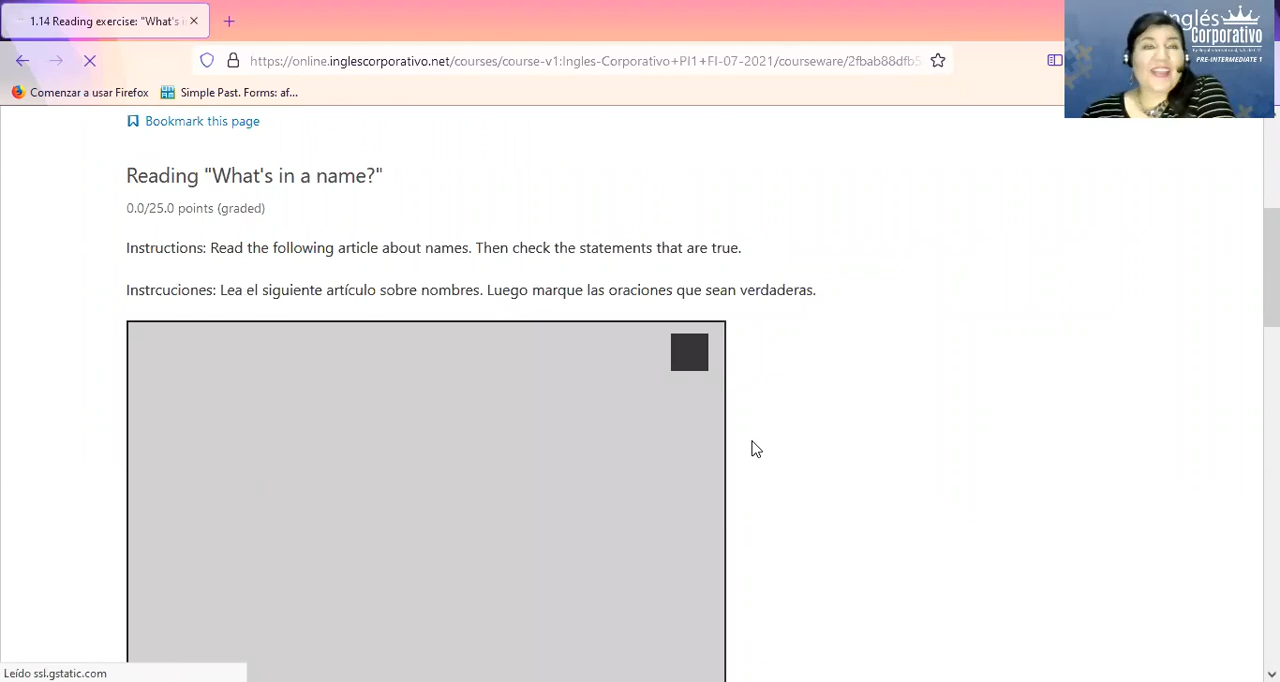 1.14 Reading exercise: "What's i
https://online.inglescorporativo.net/courses/course-v1:Ingles-Corporativo+PI1+FI-07-2021/courseware/2fbab88dfb5
Comenzar a usar Firefox
Simple Past. Forms: af...
Inglés
Corporativo
PRE-INTERMEDIATE 1
Bookmark this page
Reading "What's in a name?"
0.0/25.0 points (graded)
Instructions: Read the following article about names. Then check the statements that are true.
Instrcuciones: Lea el siguiente artículo sobre nombres. Luego marque las oraciones que sean verdaderas.
Leído ssl.gstatic.com